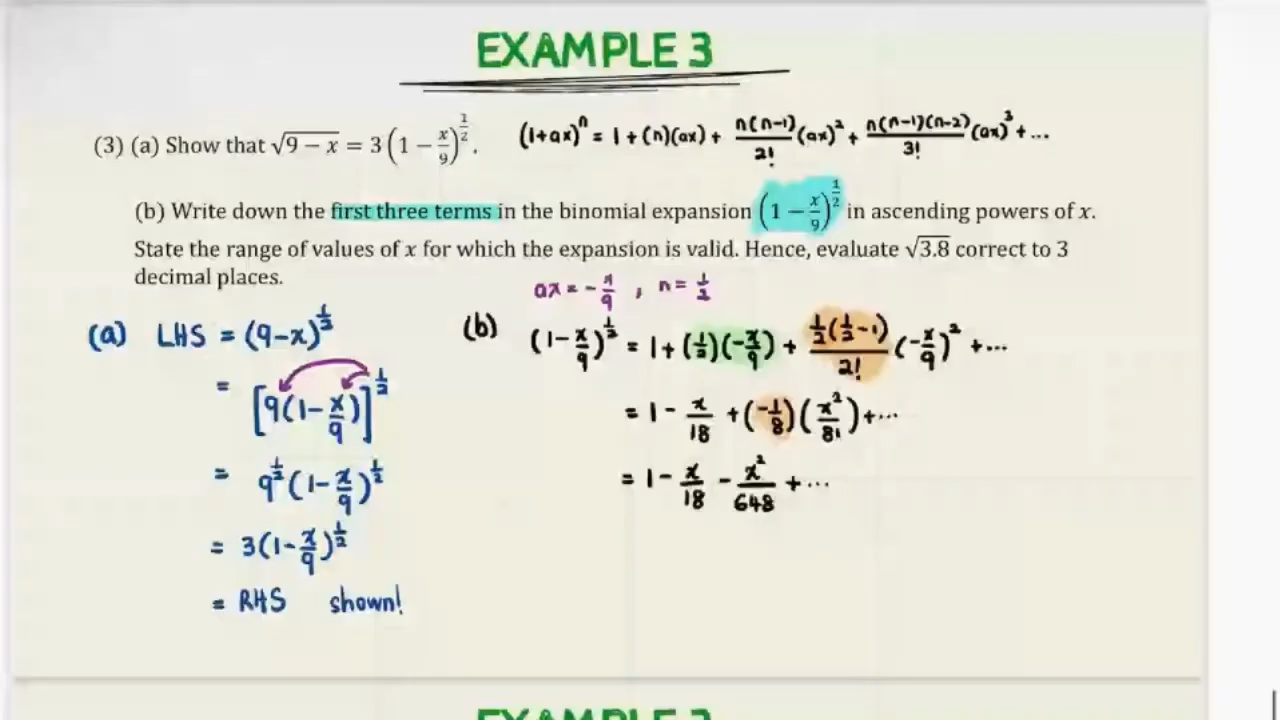 EXAMPLE 3
(3) (a) Show that √(9 − x) = 3(1 − x/9)^(1/2).
(1+ax)^n = 1 + (n)(ax) + n(n-1)/2! (ax)² + n(n-1)(n-2)/3! (ax)³ + ...
(b) Write down the first three terms in the binomial expansion (1 − x/9)^(1/2) in ascending powers of x.
State the range of values of x for which the expansion is valid. Hence, evaluate √3.8 correct to 3
decimal places.
ax = -x/9 , n = 1/2
(a) LHS = (9-x)^(1/2)
= [9(1-x/9)]^(1/2)
= 9^(1/2) (1-x/9)^(1/2)
= 3(1-x/9)^(1/2)
= RHS shown!
(b) (1-x/9)^(1/2) = 1 + (1/2)(-x/9) + 1/2(1/2-1)/2! (-x/9)² + ...
= 1 - x/18 + (-1/8)(x²/81) + ...
= 1 - x/18 - x²/648 + ...
EXAMPLE 3